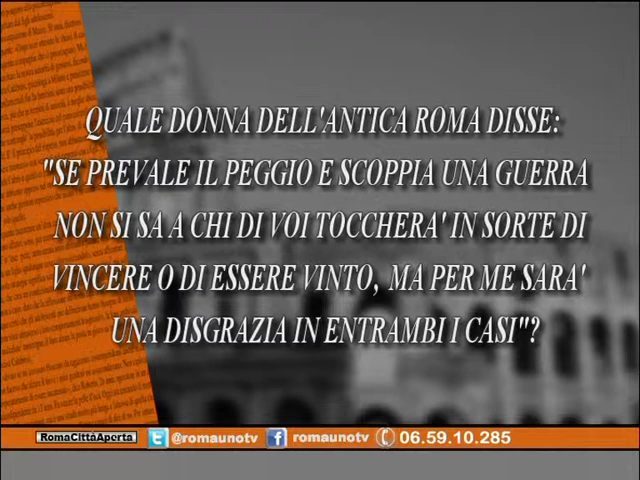 QUALE DONNA DELL'ANTICA ROMA DISSE:
"SE PREVALE IL PEGGIO E SCOPPIA UNA GUERRA
NON SI SA A CHI DI VOI TOCCHERA' IN SORTE DI
VINCERE O DI ESSERE VINTO, MA PER ME SARA'
UNA DISGRAZIA IN ENTRAMBI I CASI"?
RomaCittàAperta @romaunotv romaunotv 06.59.10.285